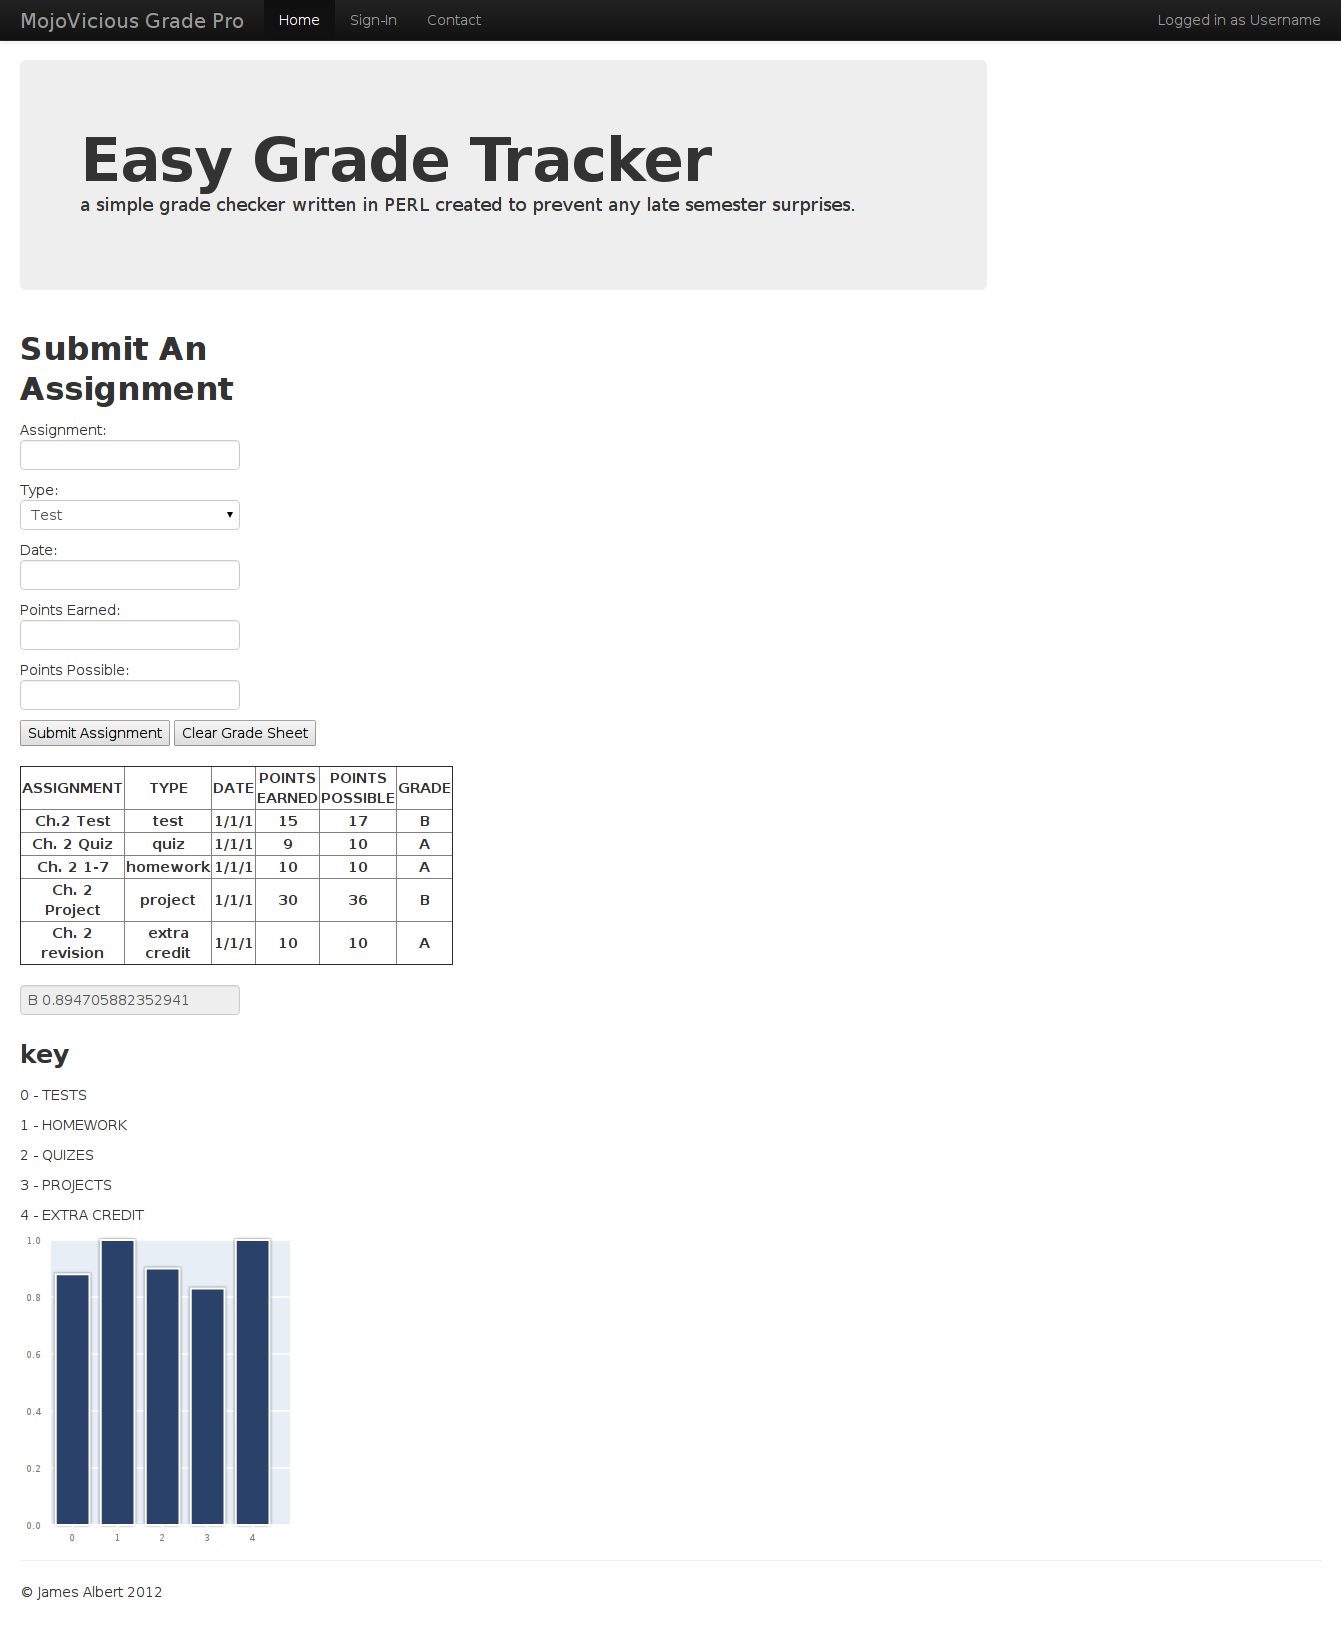 MojoVicious Grade Pro Home Sign-In Contact Logged in as Username
Easy Grade Tracker
a simple grade checker written in PERL created to prevent any late semester surprises.
Submit An
Assignment
Assignment:
Type:
Test
Date:
Points Earned:
Points Possible:
Submit Assignment Clear Grade Sheet
ASSIGNMENT TYPE DATE POINTS EARNED POINTS POSSIBLE GRADE
Ch.2 Test test 1/1/1 15 17 B
Ch. 2 Quiz quiz 1/1/1 9 10 A
Ch. 2 1-7 homework 1/1/1 10 10 A
Ch. 2 Project project 1/1/1 30 36 B
Ch. 2 revision extra credit 1/1/1 10 10 A
B 0.894705882352941
key
0 - TESTS
1 - HOMEWORK
2 - QUIZES
3 - PROJECTS
4 - EXTRA CREDIT
1.0
0.8
0.6
0.4
0.2
0.0
0 1 2 3 4
© James Albert 2012